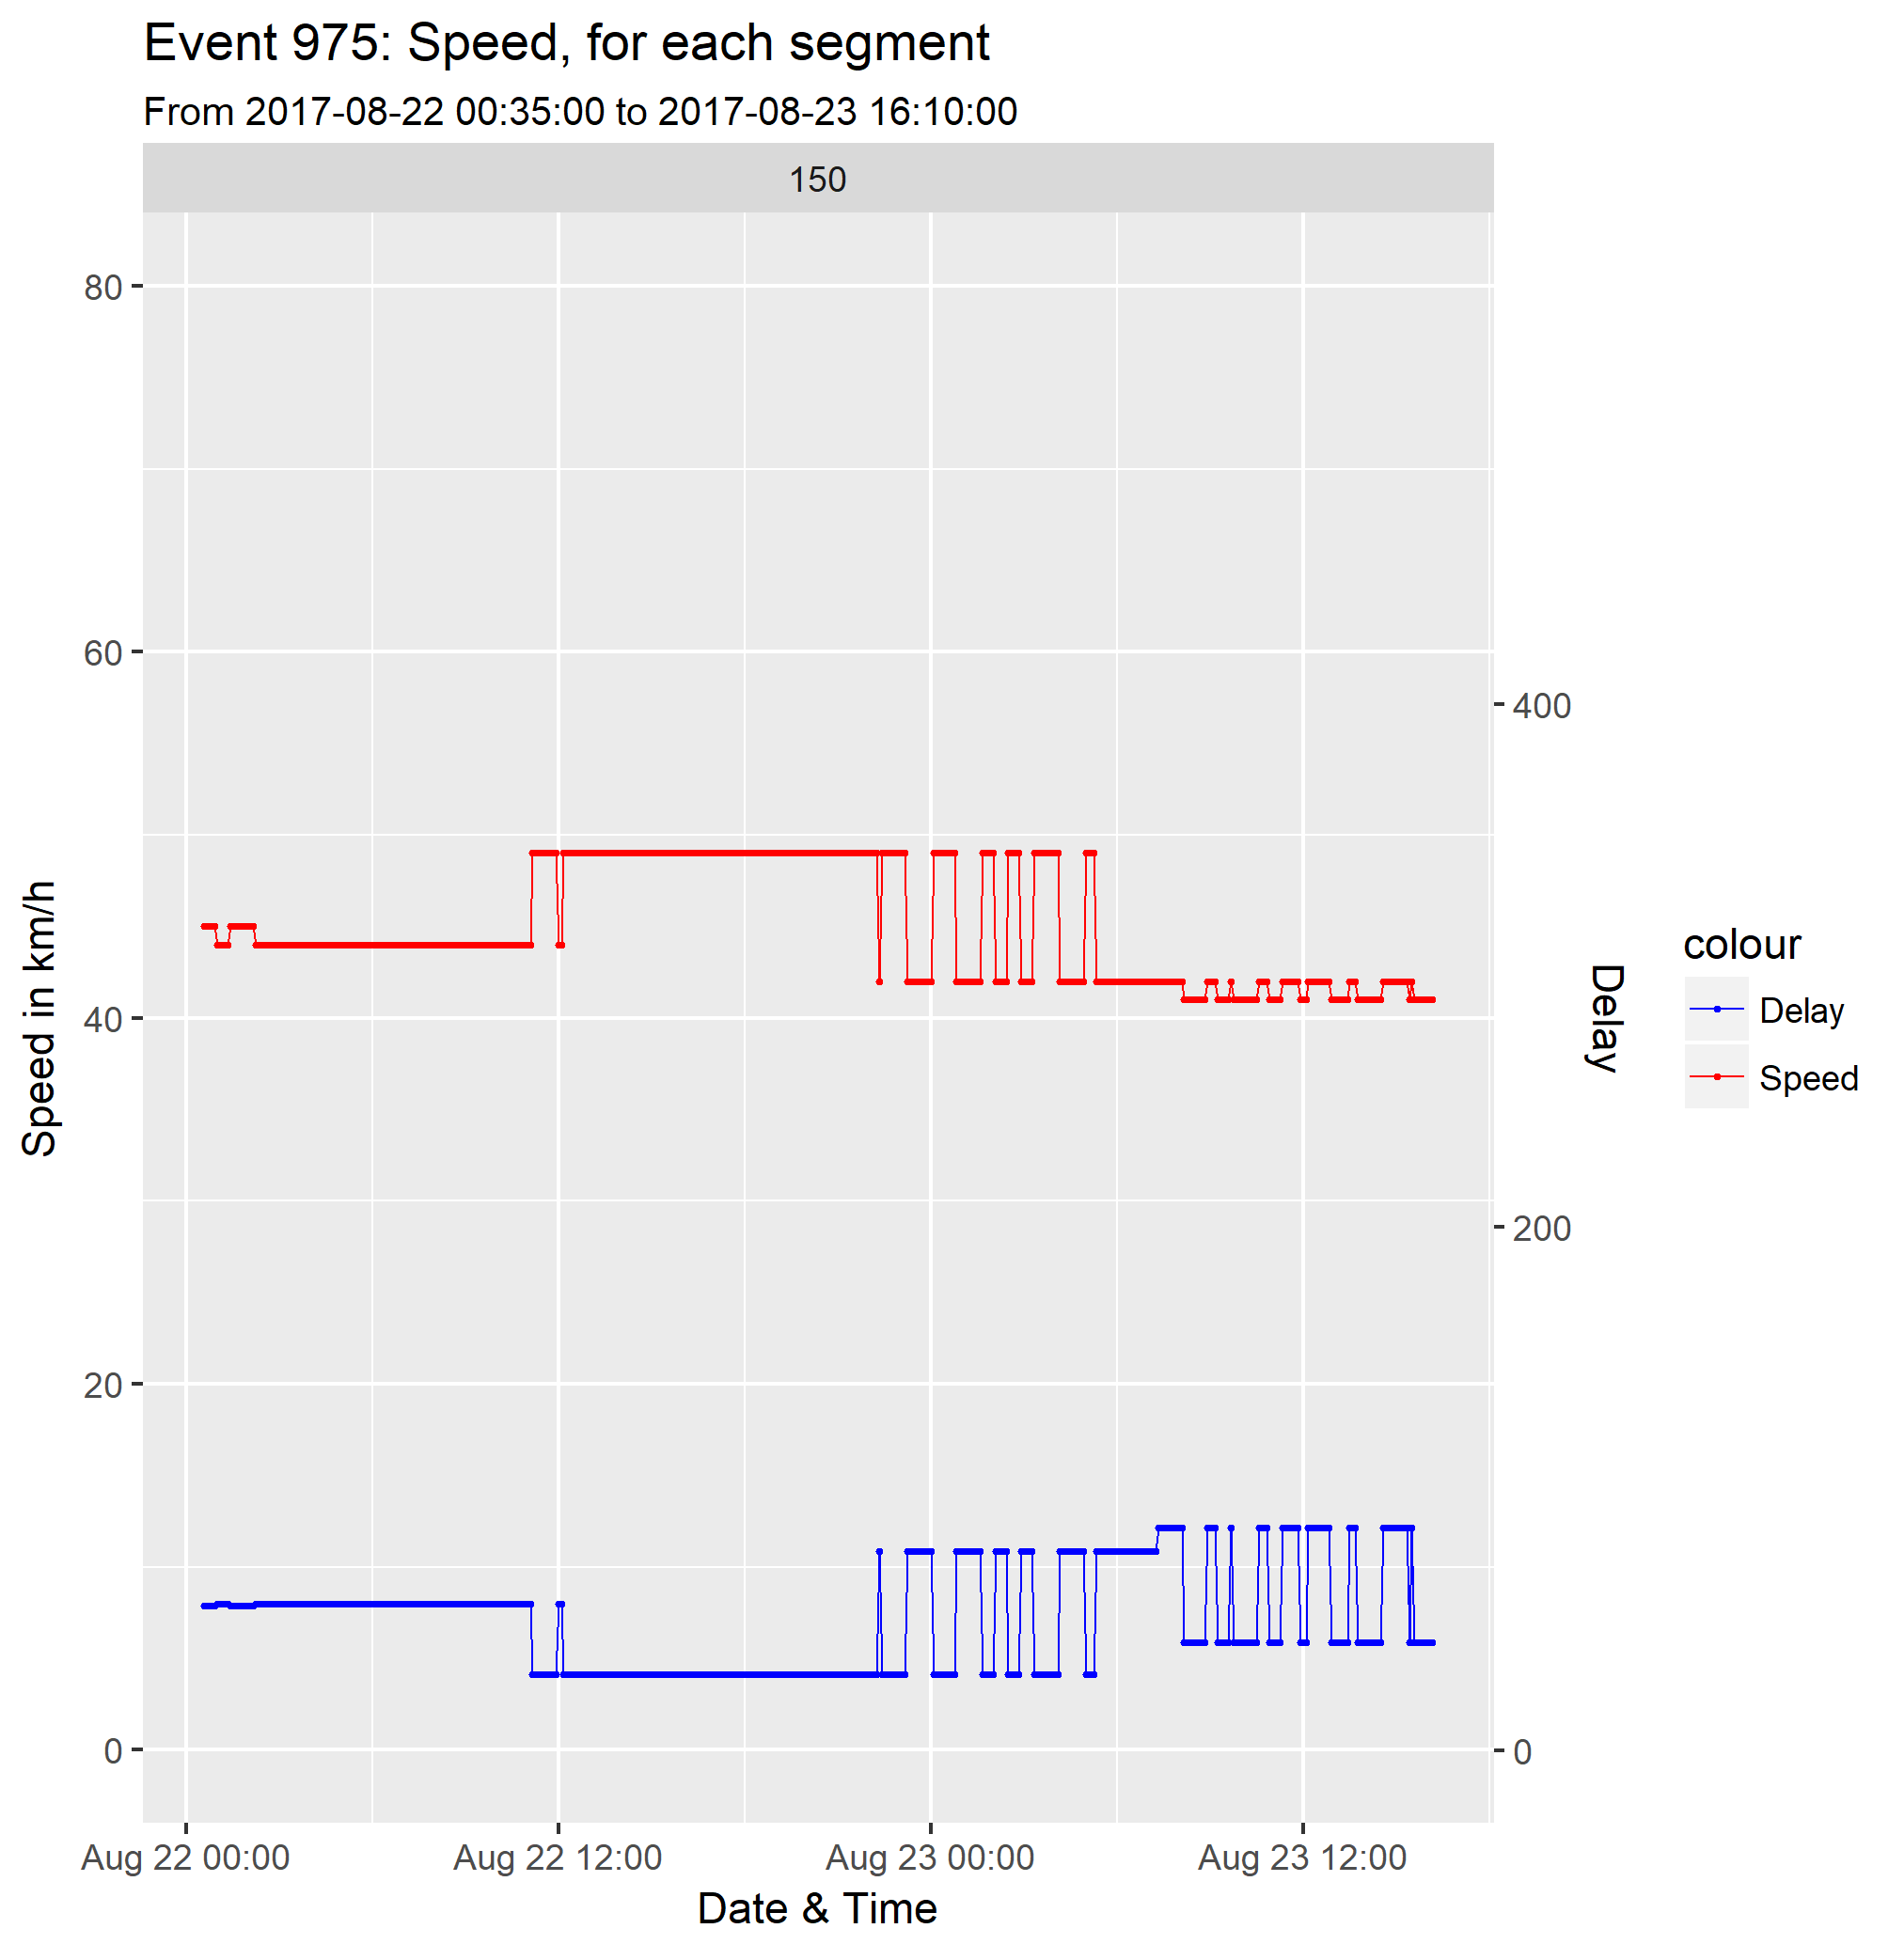 Event 975: Speed, for each segment
From 2017-08-22 00:35:00 to 2017-08-23 16:10:00
150
80
60
40
20
0
Speed in km/h
400
200
0
Delay
colour
Delay
Speed
Aug 22 00:00
Aug 22 12:00
Aug 23 00:00
Aug 23 12:00
Date & Time